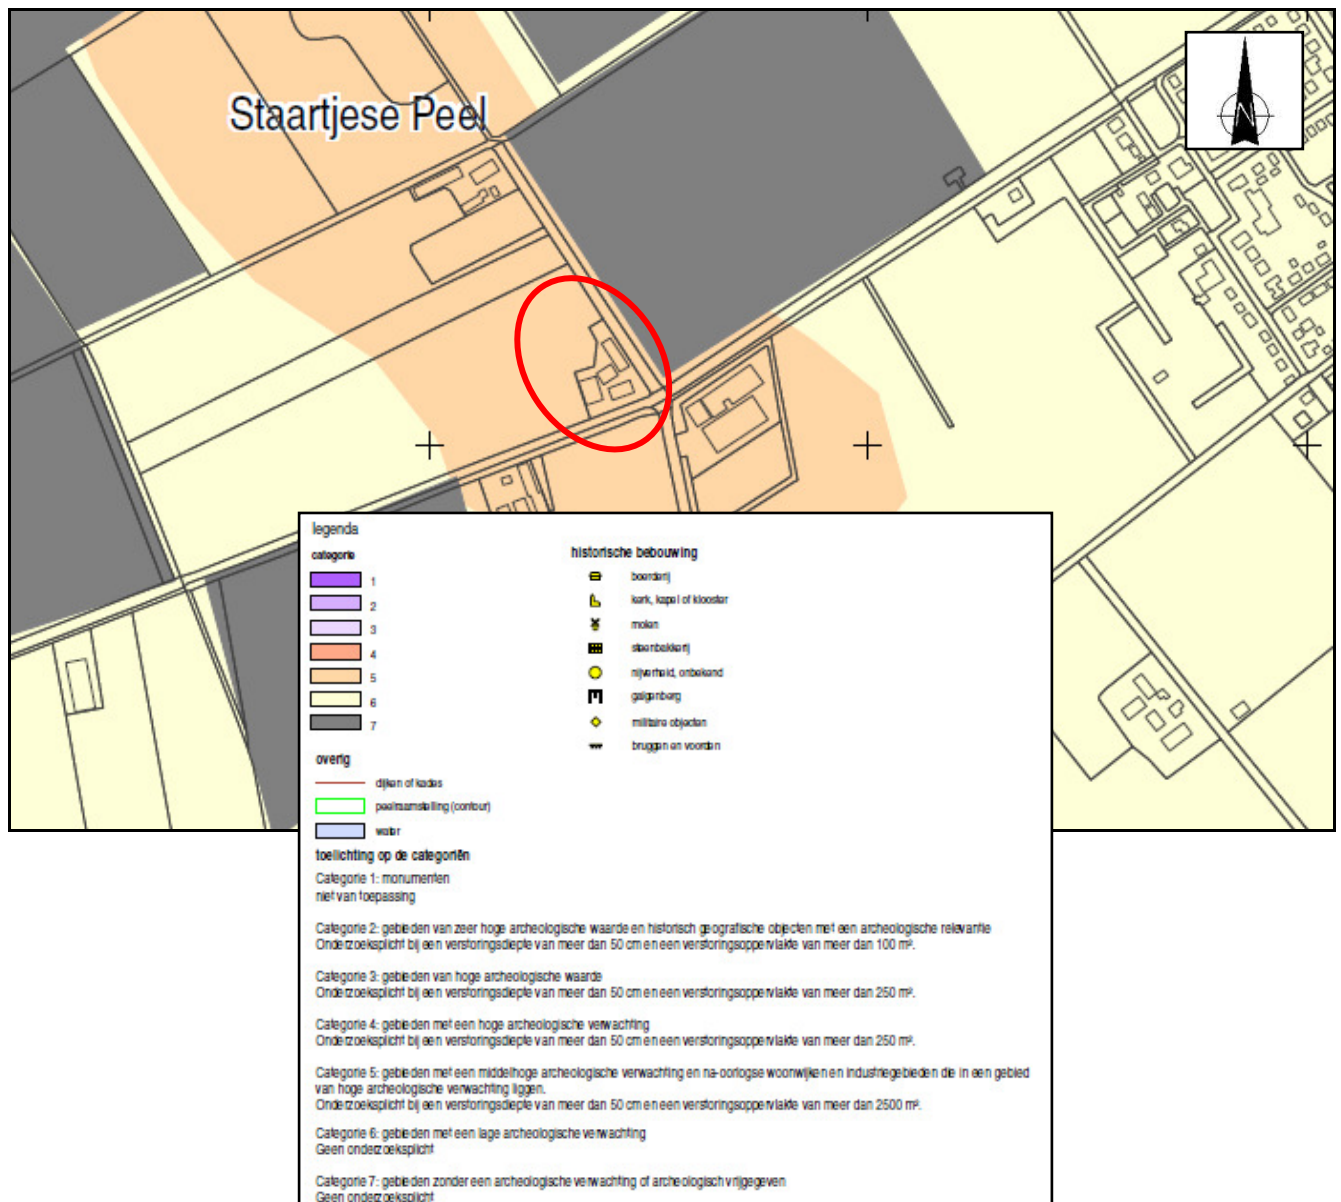 Staartjese Peel
N
legenda
categorie
1
2
3
4
5
6
7
historische bebouwing
boerderij
kerk, kapel of klooster
molen
steenbakkerij
nijverheid, onbekend
galgenberg
militaire objecten
bruggen en voorden
overig
dijken of kades
peelraamstelling (contour)
water
toelichting op de categoriën
Categorie 1: monumenten
niet van toepassing
Categorie 2: gebieden van zeer hoge archeologische waarde en historisch geografische objecten met een archeologische relevantie
Onderzoeksplicht bij een verstoringsdiepte van meer dan 50 cm en een verstoringsoppervlakte van meer dan 100 m².
Categorie 3: gebieden van hoge archeologische waarde
Onderzoeksplicht bij een verstoringsdiepte van meer dan 50 cm en een verstoringsoppervlakte van meer dan 250 m².
Categorie 4: gebieden met een hoge archeologische verwachting
Onderzoeksplicht bij een verstoringsdiepte van meer dan 50 cm en een verstoringsoppervlakte van meer dan 250 m².
Categorie 5: gebieden met een middelhoge archeologische verwachting en na-oorlogse woonwijken en industriegebieden die in een gebied
van hoge archeologische verwachting liggen.
Onderzoeksplicht bij een verstoringsdiepte van meer dan 50 cm en een verstoringsoppervlakte van meer dan 2500 m².
Categorie 6: gebieden met een lage archeologische verwachting
Geen onderzoeksplicht
Categorie 7: gebieden zonder een archeologische verwachting of archeologisch vrijgegeven
Geen onderzoeksplicht